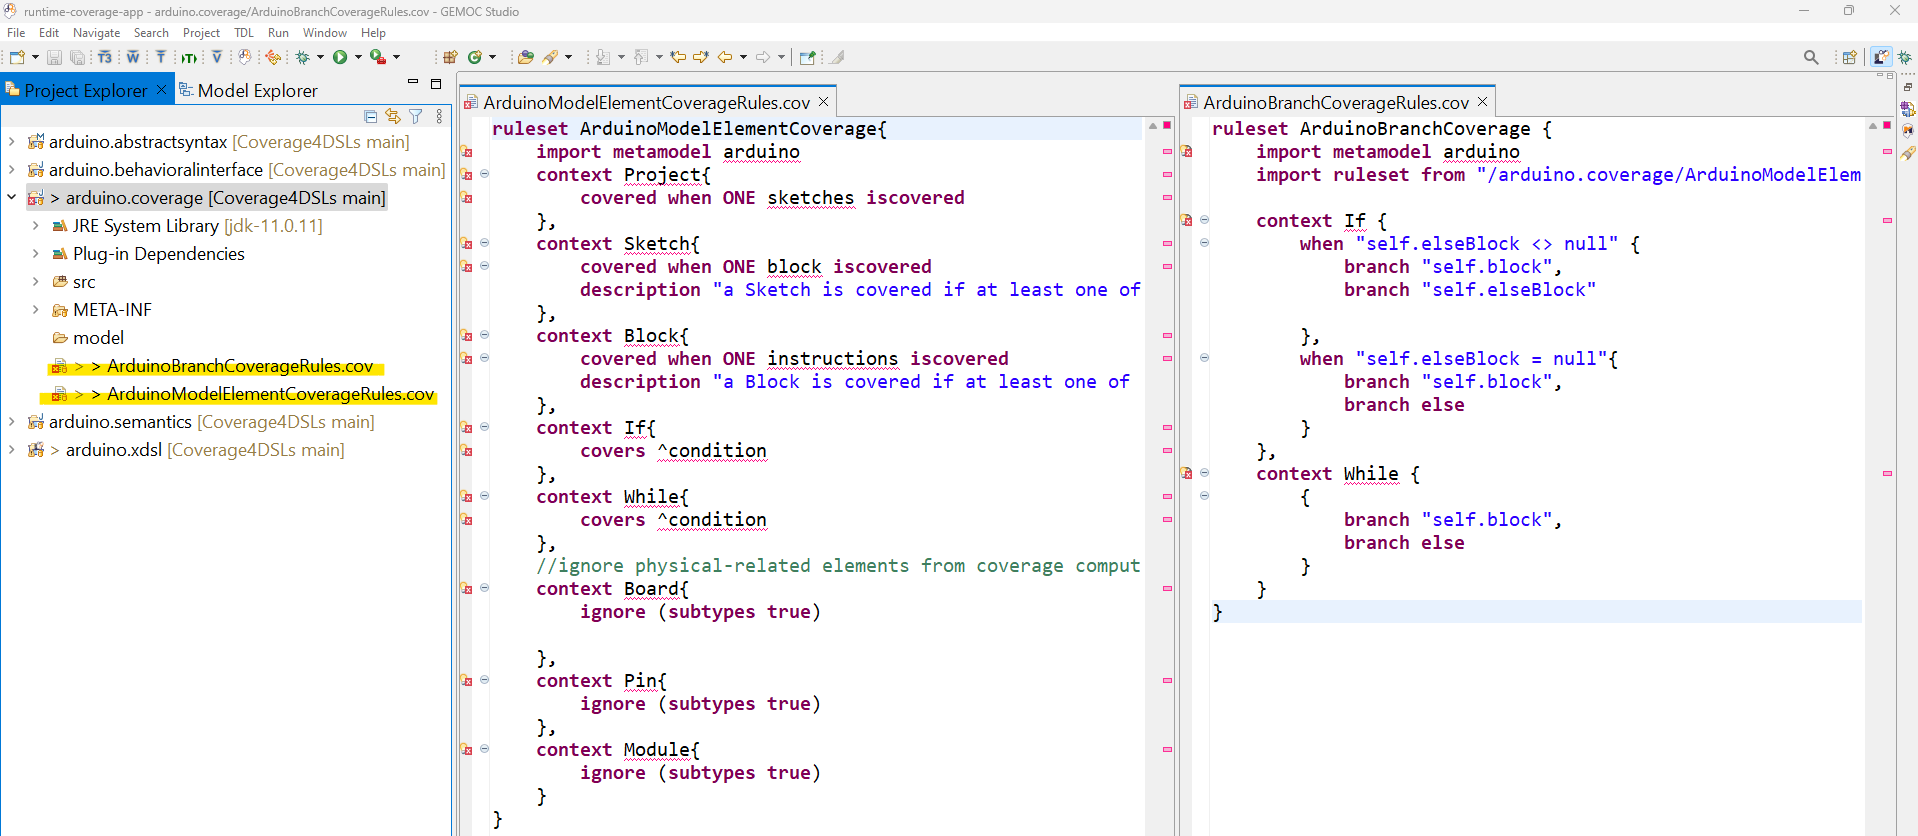 runtime-coverage-app - arduino.coverage/ArduinoBranchCoverageRules.cov - GEMOC Studio
File Edit Navigate Search Project TDL Run Window Help
Project Explorer
Model Explorer
arduino.abstractsyntax [Coverage4DSLs main]
arduino.behavioralinterface [Coverage4DSLs main]
> arduino.coverage [Coverage4DSLs main]
JRE System Library [jdk-11.0.11]
Plug-in Dependencies
src
META-INF
model
> > ArduinoBranchCoverageRules.cov
> > ArduinoModelElementCoverageRules.cov
arduino.semantics [Coverage4DSLs main]
> arduino.xdsl [Coverage4DSLs main]
ArduinoModelElementCoverageRules.cov
ruleset ArduinoModelElementCoverage{
import metamodel arduino
context Project{
covered when ONE sketches iscovered
},
context Sketch{
covered when ONE block iscovered
description "a Sketch is covered if at least one of
},
context Block{
covered when ONE instructions iscovered
description "a Block is covered if at least one of
},
context If{
covers ^condition
},
context While{
covers ^condition
},
//ignore physical-related elements from coverage comput
context Board{
ignore (subtypes true)
},
context Pin{
ignore (subtypes true)
},
context Module{
ignore (subtypes true)
}
}
ArduinoBranchCoverageRules.cov
ruleset ArduinoBranchCoverage {
import metamodel arduino
import ruleset from "/arduino.coverage/ArduinoModelElem
context If {
when "self.elseBlock <> null" {
branch "self.block",
branch "self.elseBlock"
},
when "self.elseBlock = null"{
branch "self.block",
branch else
}
},
context While {
{
branch "self.block",
branch else
}
}
}